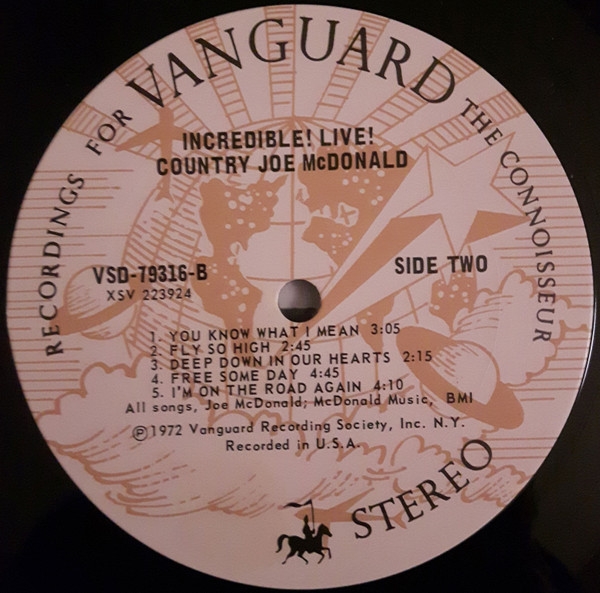 RECORDINGS FOR VANGUARD THE CONNOISSEUR
INCREDIBLE! LIVE!
COUNTRY JOE McDONALD
VSD-79316-B
XSV 223924
SIDE TWO
1. YOU KNOW WHAT I MEAN 3:05
2. FLY SO HIGH 2:45
3. DEEP DOWN IN OUR HEARTS 2:15
4. FREE SOME DAY 4:45
5. I'M ON THE ROAD AGAIN 4:10
All songs, Joe McDonald; McDonald Music, BMI
℗1972 Vanguard Recording Society, Inc. N.Y.
Recorded in U.S.A.
STEREO